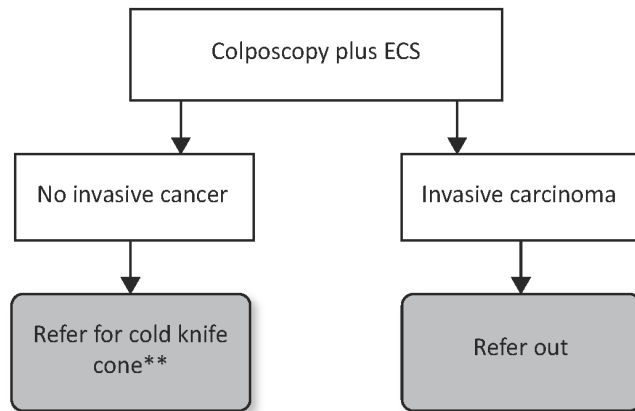 Colposcopy plus ECS
No invasive cancer
Invasive carcinoma
Refer for cold knife
cone**
Refer out